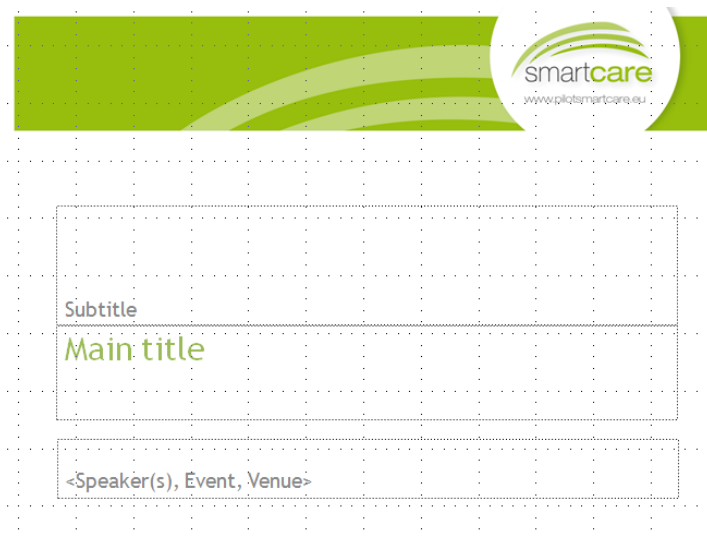 smartcare
www.pilotsmartcare.eu
Subtitle
Main title
<Speaker(s), Event, Venue>